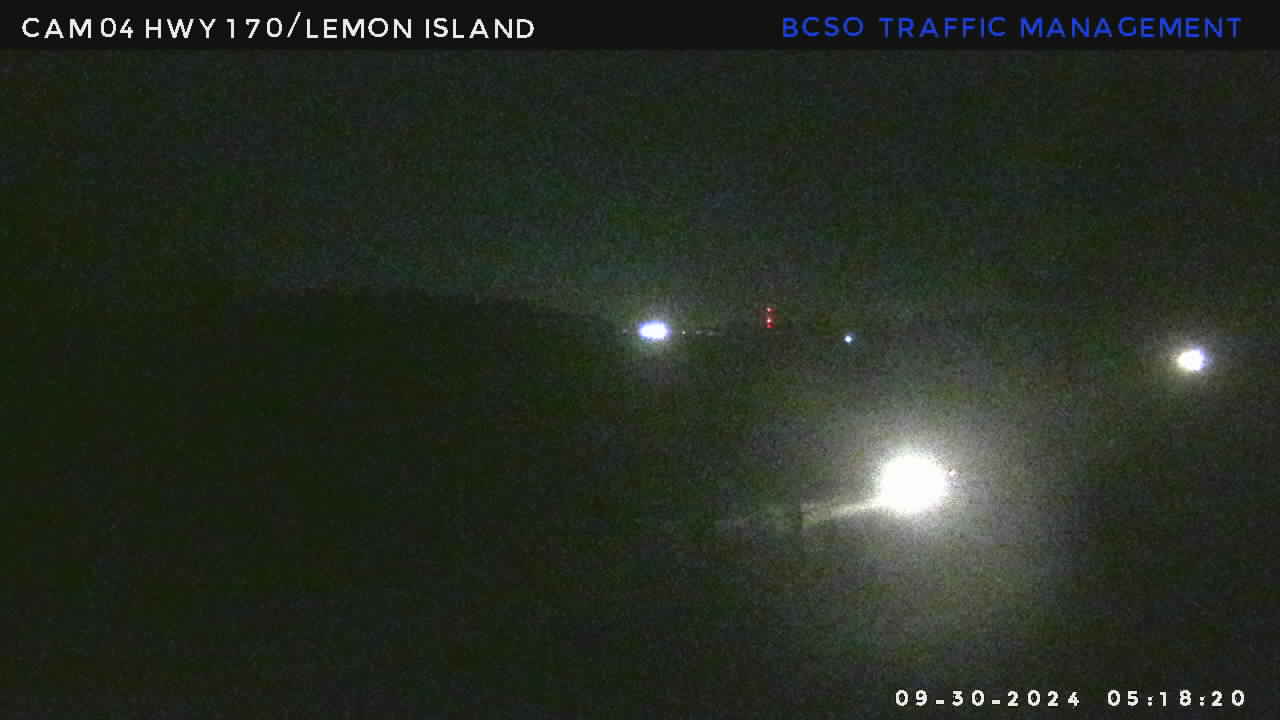 CAM04 HWY 170/LEMON ISLAND
BCSO TRAFFIC MANAGEMENT
09-30-2024 05:18:20